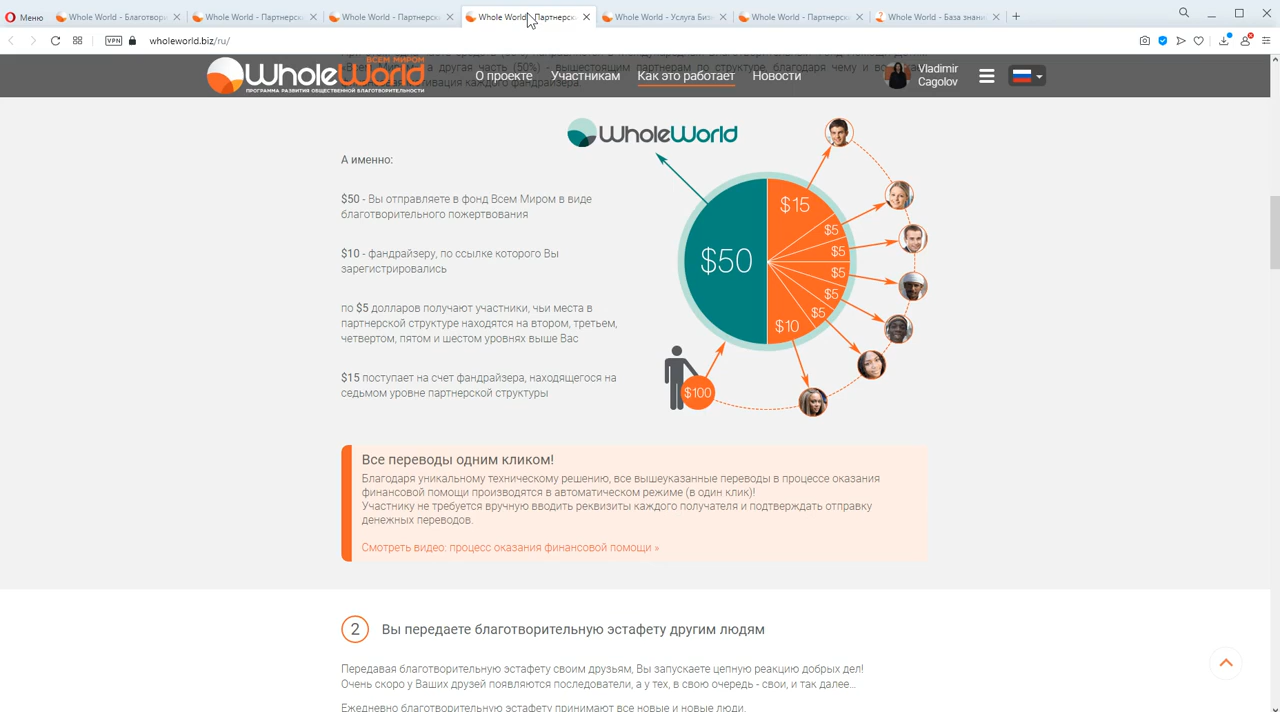 Меню
Whole World - Благотвори
Whole World - Партнерск
Whole World - Партнерск
Whole World - Партнерск
Whole World - Услуга Бизн
Whole World - Партнерск
Whole World - База знани
VPN
wholeworld.biz/ru/
ВСЕМ МИРОМ
WholeWorld
ПРОГРАММА РАЗВИТИЯ ОБЩЕСТВЕННОЙ БЛАГОТВОРИТЕЛЬНОСТИ
О проекте
Участникам
Как это работает
Новости
Vladimir
Cagolov
WholeWorld
А именно:
$50 - Вы отправляете в фонд Всем Миром в виде
благотворительного пожертвования
$10 - фандрайзеру, по ссылке которого Вы
зарегистрировались
по $5 долларов получают участники, чьи места в
партнерской структуре находятся на втором, третьем,
четвертом, пятом и шестом уровнях выше Вас
$15 поступает на счет фандрайзера, находящегося на
седьмом уровне партнерской структуры
$50
$15
$5
$5
$5
$5
$5
$10
$100
Все переводы одним кликом!
Благодаря уникальному техническому решению, все вышеуказанные переводы в процессе оказания
финансовой помощи производятся в автоматическом режиме (в один клик)!
Участнику не требуется вручную вводить реквизиты каждого получателя и подтверждать отправку
денежных переводов.
Смотреть видео: процесс оказания финансовой помощи »
2
Вы передаете благотворительную эстафету другим людям
Передавая благотворительную эстафету своим друзьям, Вы запускаете цепную реакцию добрых дел!
Очень скоро у Ваших друзей появляются последователи, а у тех, в свою очередь - свои, и так далее...
Ежедневно благотворительную эстафету принимают все новые и новые люди.